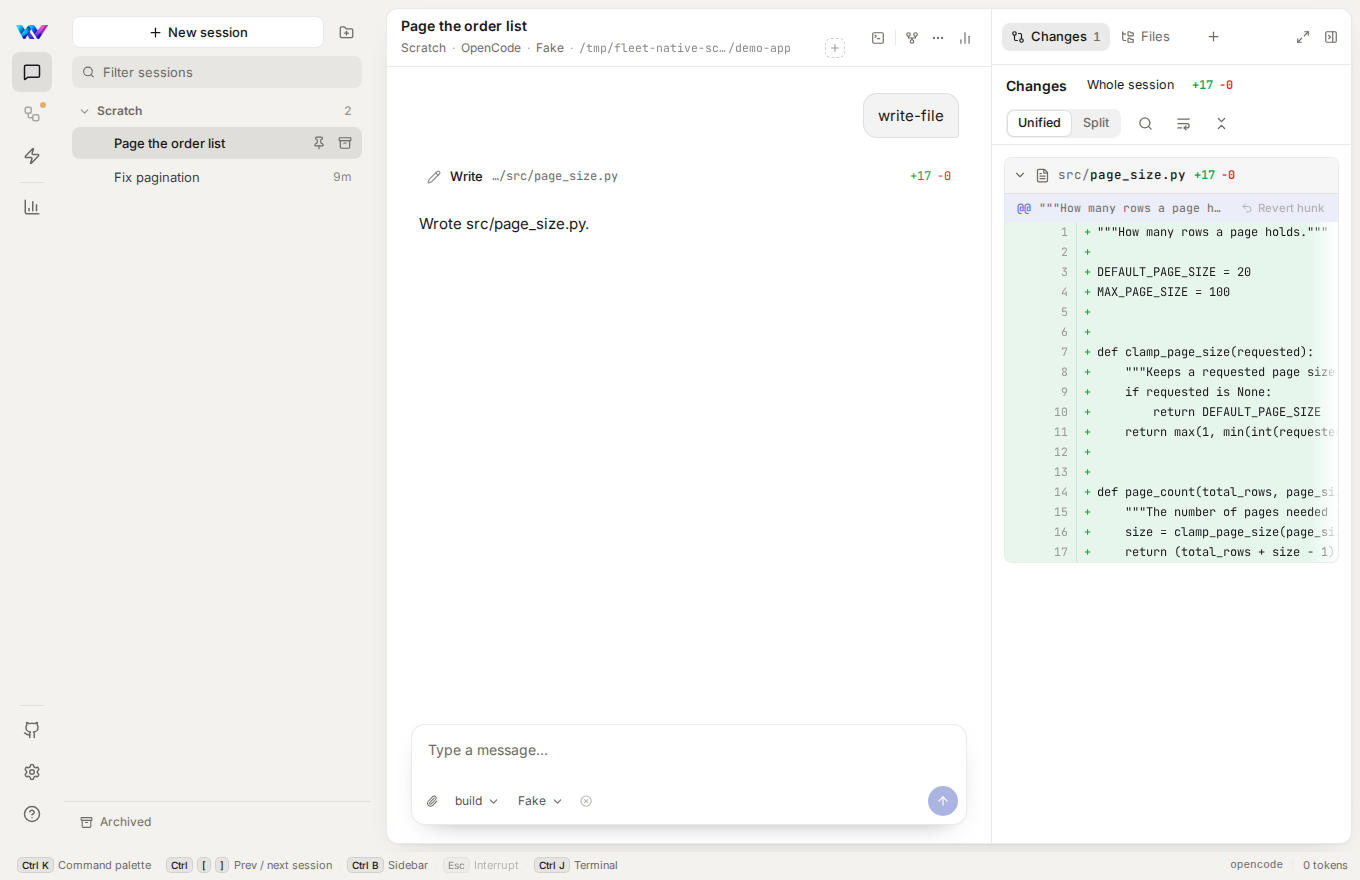 New session
Filter sessions
Scratch 2
Page the order list
Fix pagination 9m
Archived
Page the order list
Scratch · OpenCode · Fake · /tmp/fleet-native-sc…/demo-app
write-file
Write …/src/page_size.py +17 -0
Wrote src/page_size.py.
Type a message...
build Fake
Changes 1 Files
Changes Whole session +17 -0
Unified Split
src/page_size.py +17 -0
@@ """How many rows a page h… Revert hunk
1 + """How many rows a page holds."""
2 +
3 + DEFAULT_PAGE_SIZE = 20
4 + MAX_PAGE_SIZE = 100
5 +
6 +
7 + def clamp_page_size(requested):
8 + """Keeps a requested page size
9 + if requested is None:
10 + return DEFAULT_PAGE_SIZE
11 + return max(1, min(int(requeste
12 +
13 +
14 + def page_count(total_rows, page_si
15 + """The number of pages needed
16 + size = clamp_page_size(page_si
17 + return (total_rows + size - 1)
Ctrl K Command palette Ctrl [ ] Prev / next session Ctrl B Sidebar Esc Interrupt Ctrl J Terminal opencode 0 tokens